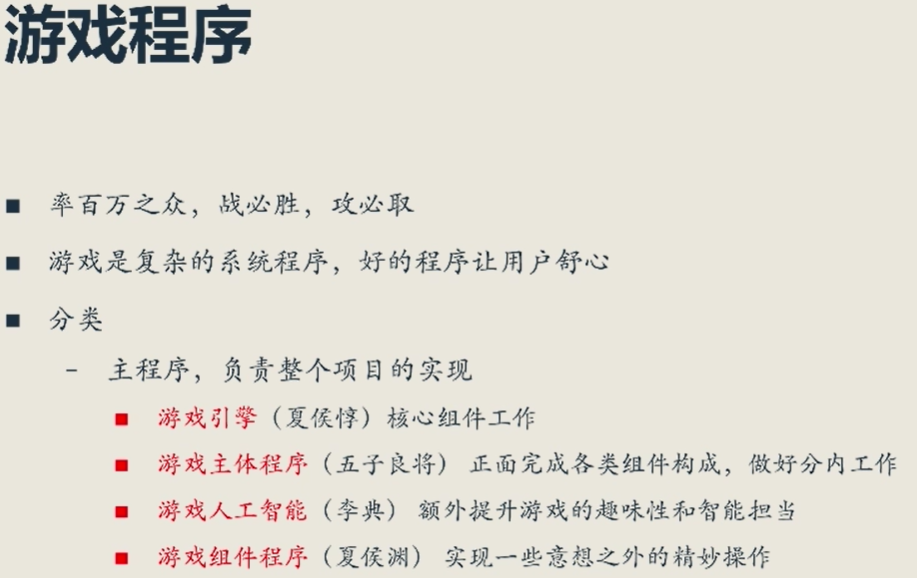 游戏程序
率百万之众，战必胜，攻必取
游戏是复杂的系统程序，好的程序让用户舒心
分类
– 主程序，负责整个项目的实现
游戏引擎（夏侯惇）核心组件工作
游戏主体程序（五子良将） 正面完成各类组件构成，做好分内工作
游戏人工智能（李典） 额外提升游戏的趣味性和智能担当
游戏组件程序（夏侯渊） 实现一些意想之外的精妙操作